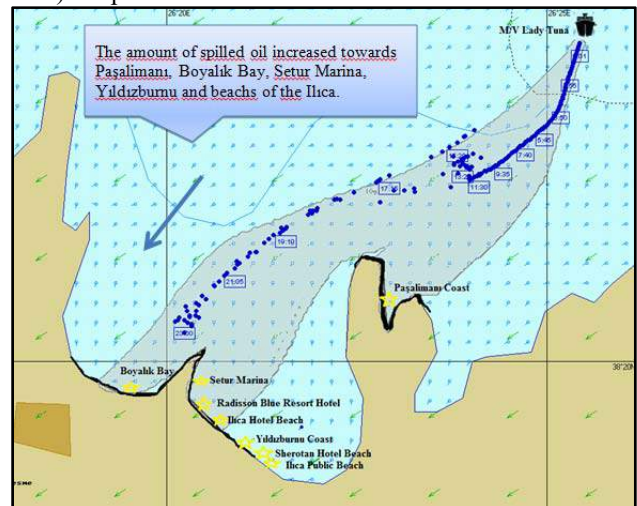 26°20'E
26°25'E
M/V Lady Tuna
The amount of spilled oil increased towards
Paşalimanı, Boyalık Bay, Setur Marina,
Yıldızburnu and beachs of the Ilıca.
5:45
7:40
9:35
11:30
19:10
21:05
Paşalimanı Coast
38°20'N
Boyalık Bay
Setur Marina
Radisson Blue Resort Hotel
Ilıca Hotel Beach
Yıldızburnu Coast
Sherotan Hotel Beach
Ilıca Public Beach